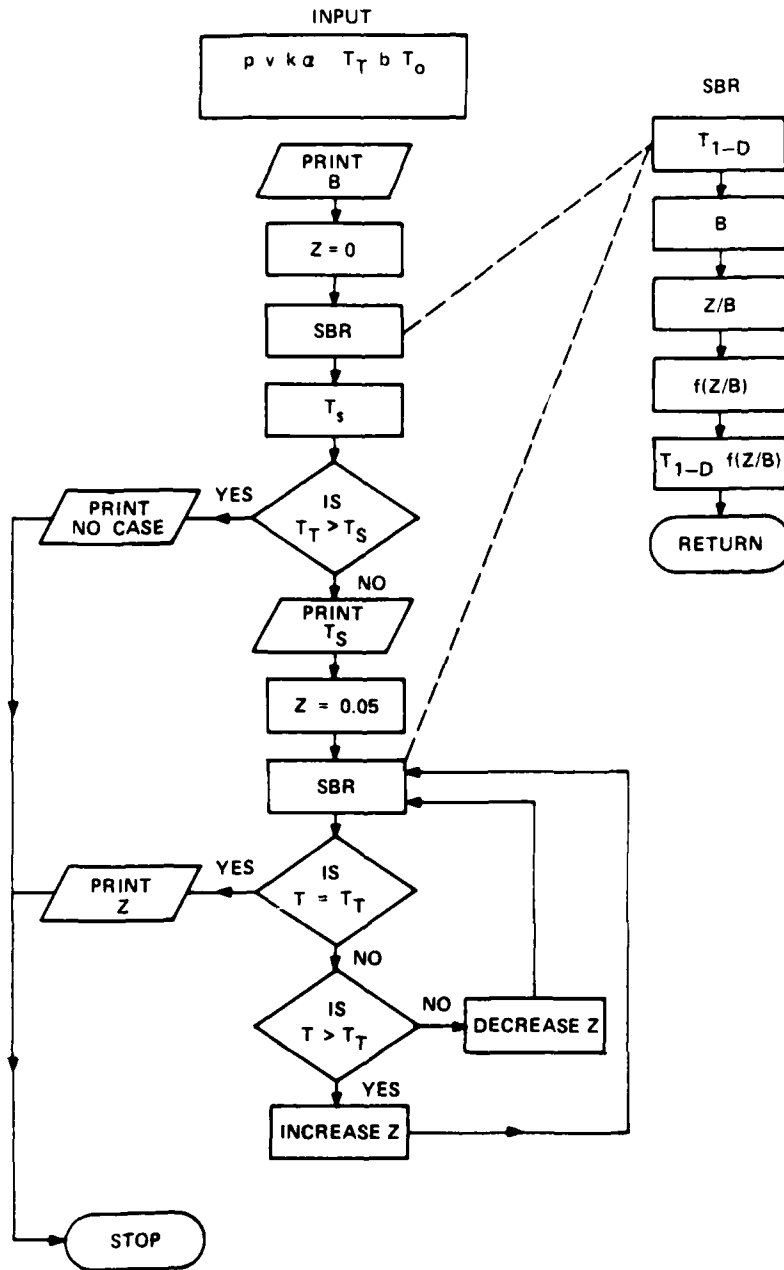 INPUT
p v k α T_T b T_o
PRINT
B
Z = 0
SBR
T_s
IS
T_T > T_S
YES
PRINT
NO CASE
NO
PRINT
T_S
Z = 0.05
SBR
IS
T = T_T
YES
PRINT
Z
NO
IS
T > T_T
NO
DECREASE Z
YES
INCREASE Z
STOP
SBR
T_1-D
B
Z/B
f(Z/B)
T_1-D f(Z/B)
RETURN